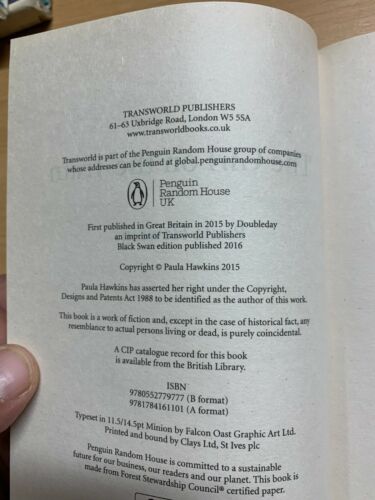 TRANSWORLD PUBLISHERS
61–63 Uxbridge Road, London W5 5SA
www.transworldbooks.co.uk
Transworld is part of the Penguin Random House group of companies
whose addresses can be found at global.penguinrandomhouse.com
Penguin
Random House
UK
First published in Great Britain in 2015 by Doubleday
an imprint of Transworld Publishers
Black Swan edition published 2016
Copyright © Paula Hawkins 2015
Paula Hawkins has asserted her right under the Copyright,
Designs and Patents Act 1988 to be identified as the author of this work.
This book is a work of fiction and, except in the case of historical fact, any
resemblance to actual persons living or dead, is purely coincidental.
A CIP catalogue record for this book
is available from the British Library.
ISBN
9780552779777 (B format)
9781784161101 (A format)
Typeset in 11.5/14.5pt Minion by Falcon Oast Graphic Art Ltd.
Printed and bound by Clays Ltd, St Ives plc
Penguin Random House is committed to a sustainable
future for our business, our readers and our planet. This book is
made from Forest Stewardship Council® certified paper.